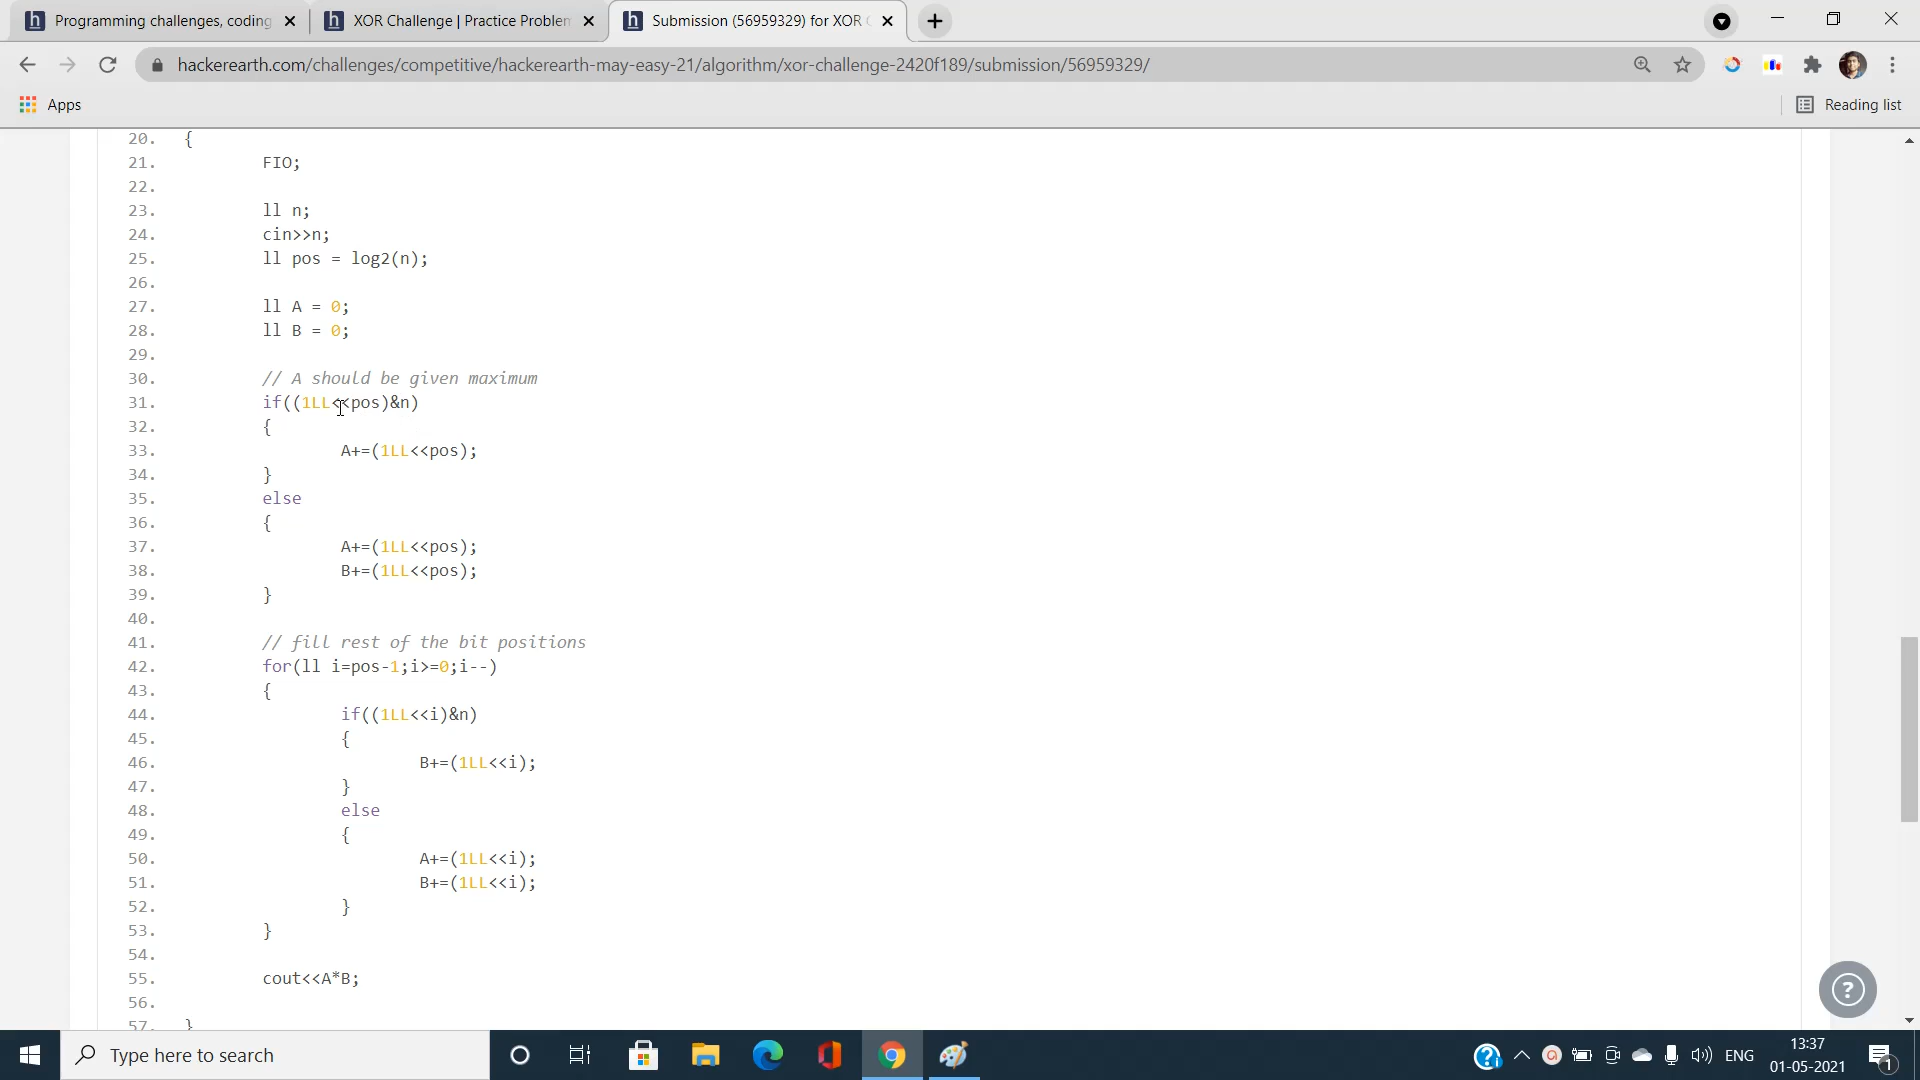 Programming challenges, coding
XOR Challenge | Practice Problem
Submission (56959329) for XOR C
hackerearth.com/challenges/competitive/hackerearth-may-easy-21/algorithm/xor-challenge-2420f189/submission/56959329/
Apps
Reading list
20. {
21. FIO;
22.
23. ll n;
24. cin>>n;
25. ll pos = log2(n);
26.
27. ll A = 0;
28. ll B = 0;
29.
30. // A should be given maximum
31. if((1LL<<pos)&n)
32. {
33. A+=(1LL<<pos);
34. }
35. else
36. {
37. A+=(1LL<<pos);
38. B+=(1LL<<pos);
39. }
40.
41. // fill rest of the bit positions
42. for(ll i=pos-1;i>=0;i--)
43. {
44. if((1LL<<i)&n)
45. {
46. B+=(1LL<<i);
47. }
48. else
49. {
50. A+=(1LL<<i);
51. B+=(1LL<<i);
52. }
53. }
54.
55. cout<<A*B;
56.
57. }
?
Type here to search
ENG
13:37
01-05-2021
1